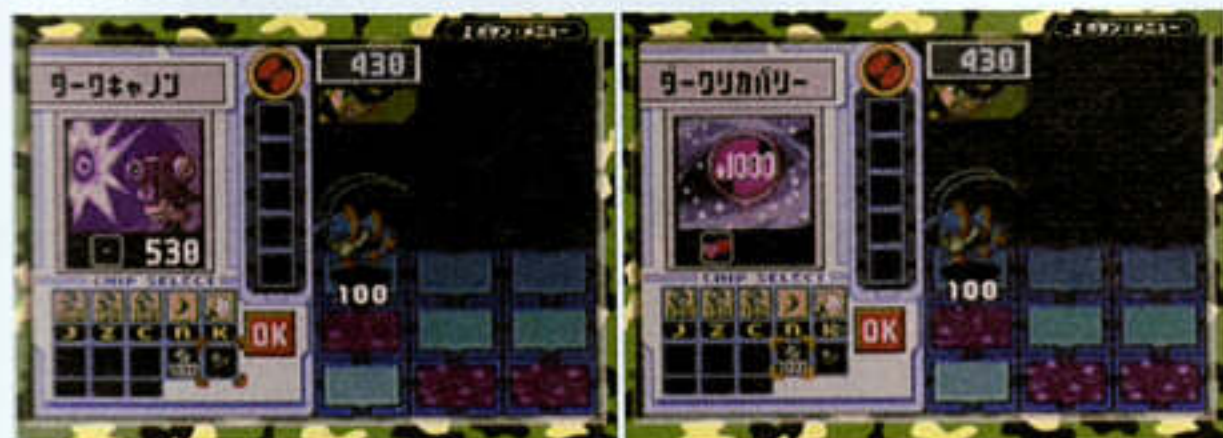 Zボタン:メニュー
430
ダークキャノン
530
CHIP SELECT
100
J Z C N K
OK
Zボタン:メニュー
430
ダークリカバリー
1000
CHIP SELECT
100
J Z C N K
OK